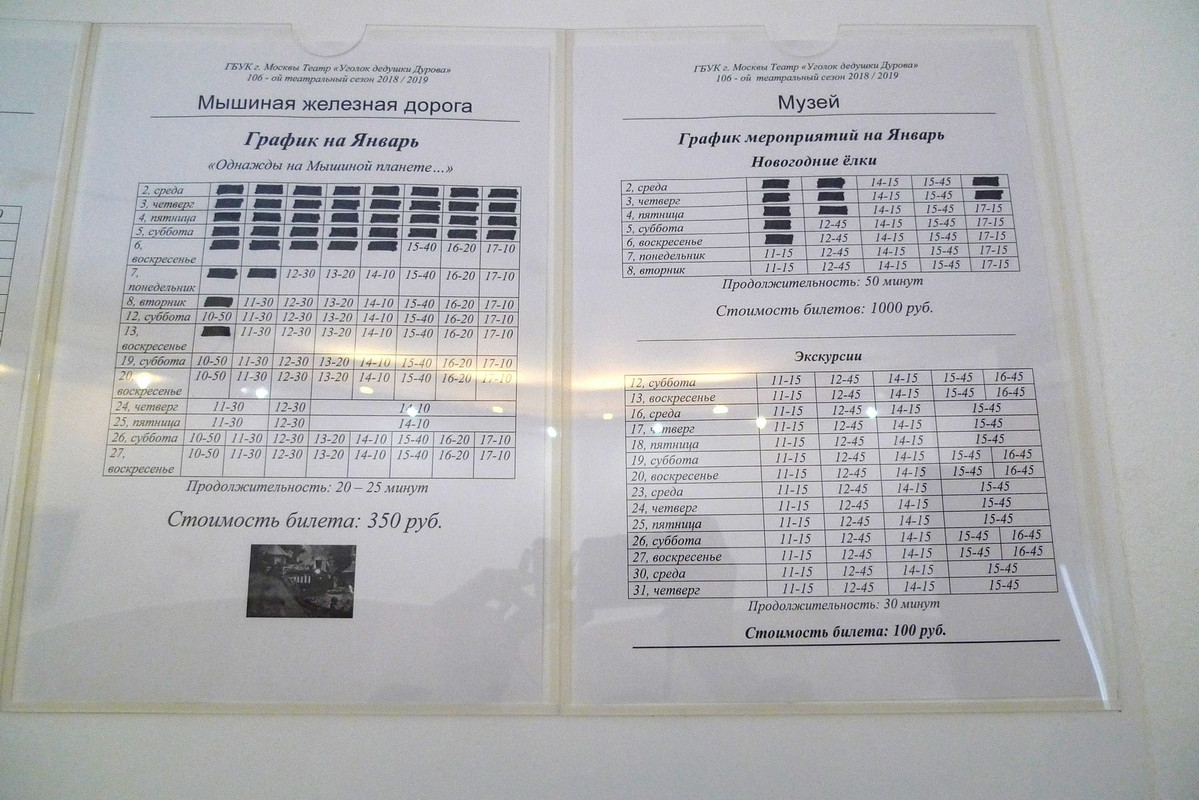 ГБУК г. Москвы Театр «Уголок дедушки Дурова»
106 - ой театральный сезон 2018 / 2019
Мышиная железная дорога
График на Январь
«Однажды на Мышиной планете…»
2, среда
3, четверг
4, пятница
5, суббота
6, воскресенье 15-40 16-20 17-10
7, понедельник 12-30 13-20 14-10 15-40 16-20 17-10
8, вторник 11-30 12-30 13-20 14-10 15-40 16-20 17-10
12, суббота 10-50 11-30 12-30 13-20 14-10 15-40 16-20 17-10
13, воскресенье 11-30 12-30 13-20 14-10 15-40 16-20 17-10
19, суббота 10-50 11-30 12-30 13-20 14-10 15-40 16-20 17-10
20, воскресенье 10-50 11-30 12-30 13-20 14-10 15-40 16-20 17-10
24, четверг 11-30 12-30 14-10
25, пятница 11-30 12-30 14-10
26, суббота 10-50 11-30 12-30 13-20 14-10 15-40 16-20 17-10
27, воскресенье 10-50 11-30 12-30 13-20 14-10 15-40 16-20 17-10
Продолжительность: 20 – 25 минут
Стоимость билета: 350 руб.
ГБУК г. Москвы Театр «Уголок дедушки Дурова»
106 - ой театральный сезон 2018 / 2019
Музей
График мероприятий на Январь
Новогодние ёлки
2, среда 14-15 15-45
3, четверг 14-15 15-45
4, пятница 14-15 15-45 17-15
5, суббота 12-45 14-15 15-45 17-15
6, воскресенье 12-45 14-15 15-45 17-15
7, понедельник 11-15 12-45 14-15 15-45 17-15
8, вторник 11-15 12-45 14-15 15-45 17-15
Продолжительность: 50 минут
Стоимость билетов: 1000 руб.
Экскурсии
12, суббота 11-15 12-45 14-15 15-45 16-45
13, воскресенье 11-15 12-45 14-15 15-45 16-45
16, среда 11-15 12-45 14-15 15-45
17, четверг 11-15 12-45 14-15 15-45
18, пятница 11-15 12-45 14-15 15-45
19, суббота 11-15 12-45 14-15 15-45 16-45
20, воскресенье 11-15 12-45 14-15 15-45 16-45
23, среда 11-15 12-45 14-15 15-45
24, четверг 11-15 12-45 14-15 15-45
25, пятница 11-15 12-45 14-15 15-45
26, суббота 11-15 12-45 14-15 15-45 16-45
27, воскресенье 11-15 12-45 14-15 15-45 16-45
30, среда 11-15 12-45 14-15 15-45
31, четверг 11-15 12-45 14-15 15-45
Продолжительность: 30 минут
Стоимость билета: 100 руб.